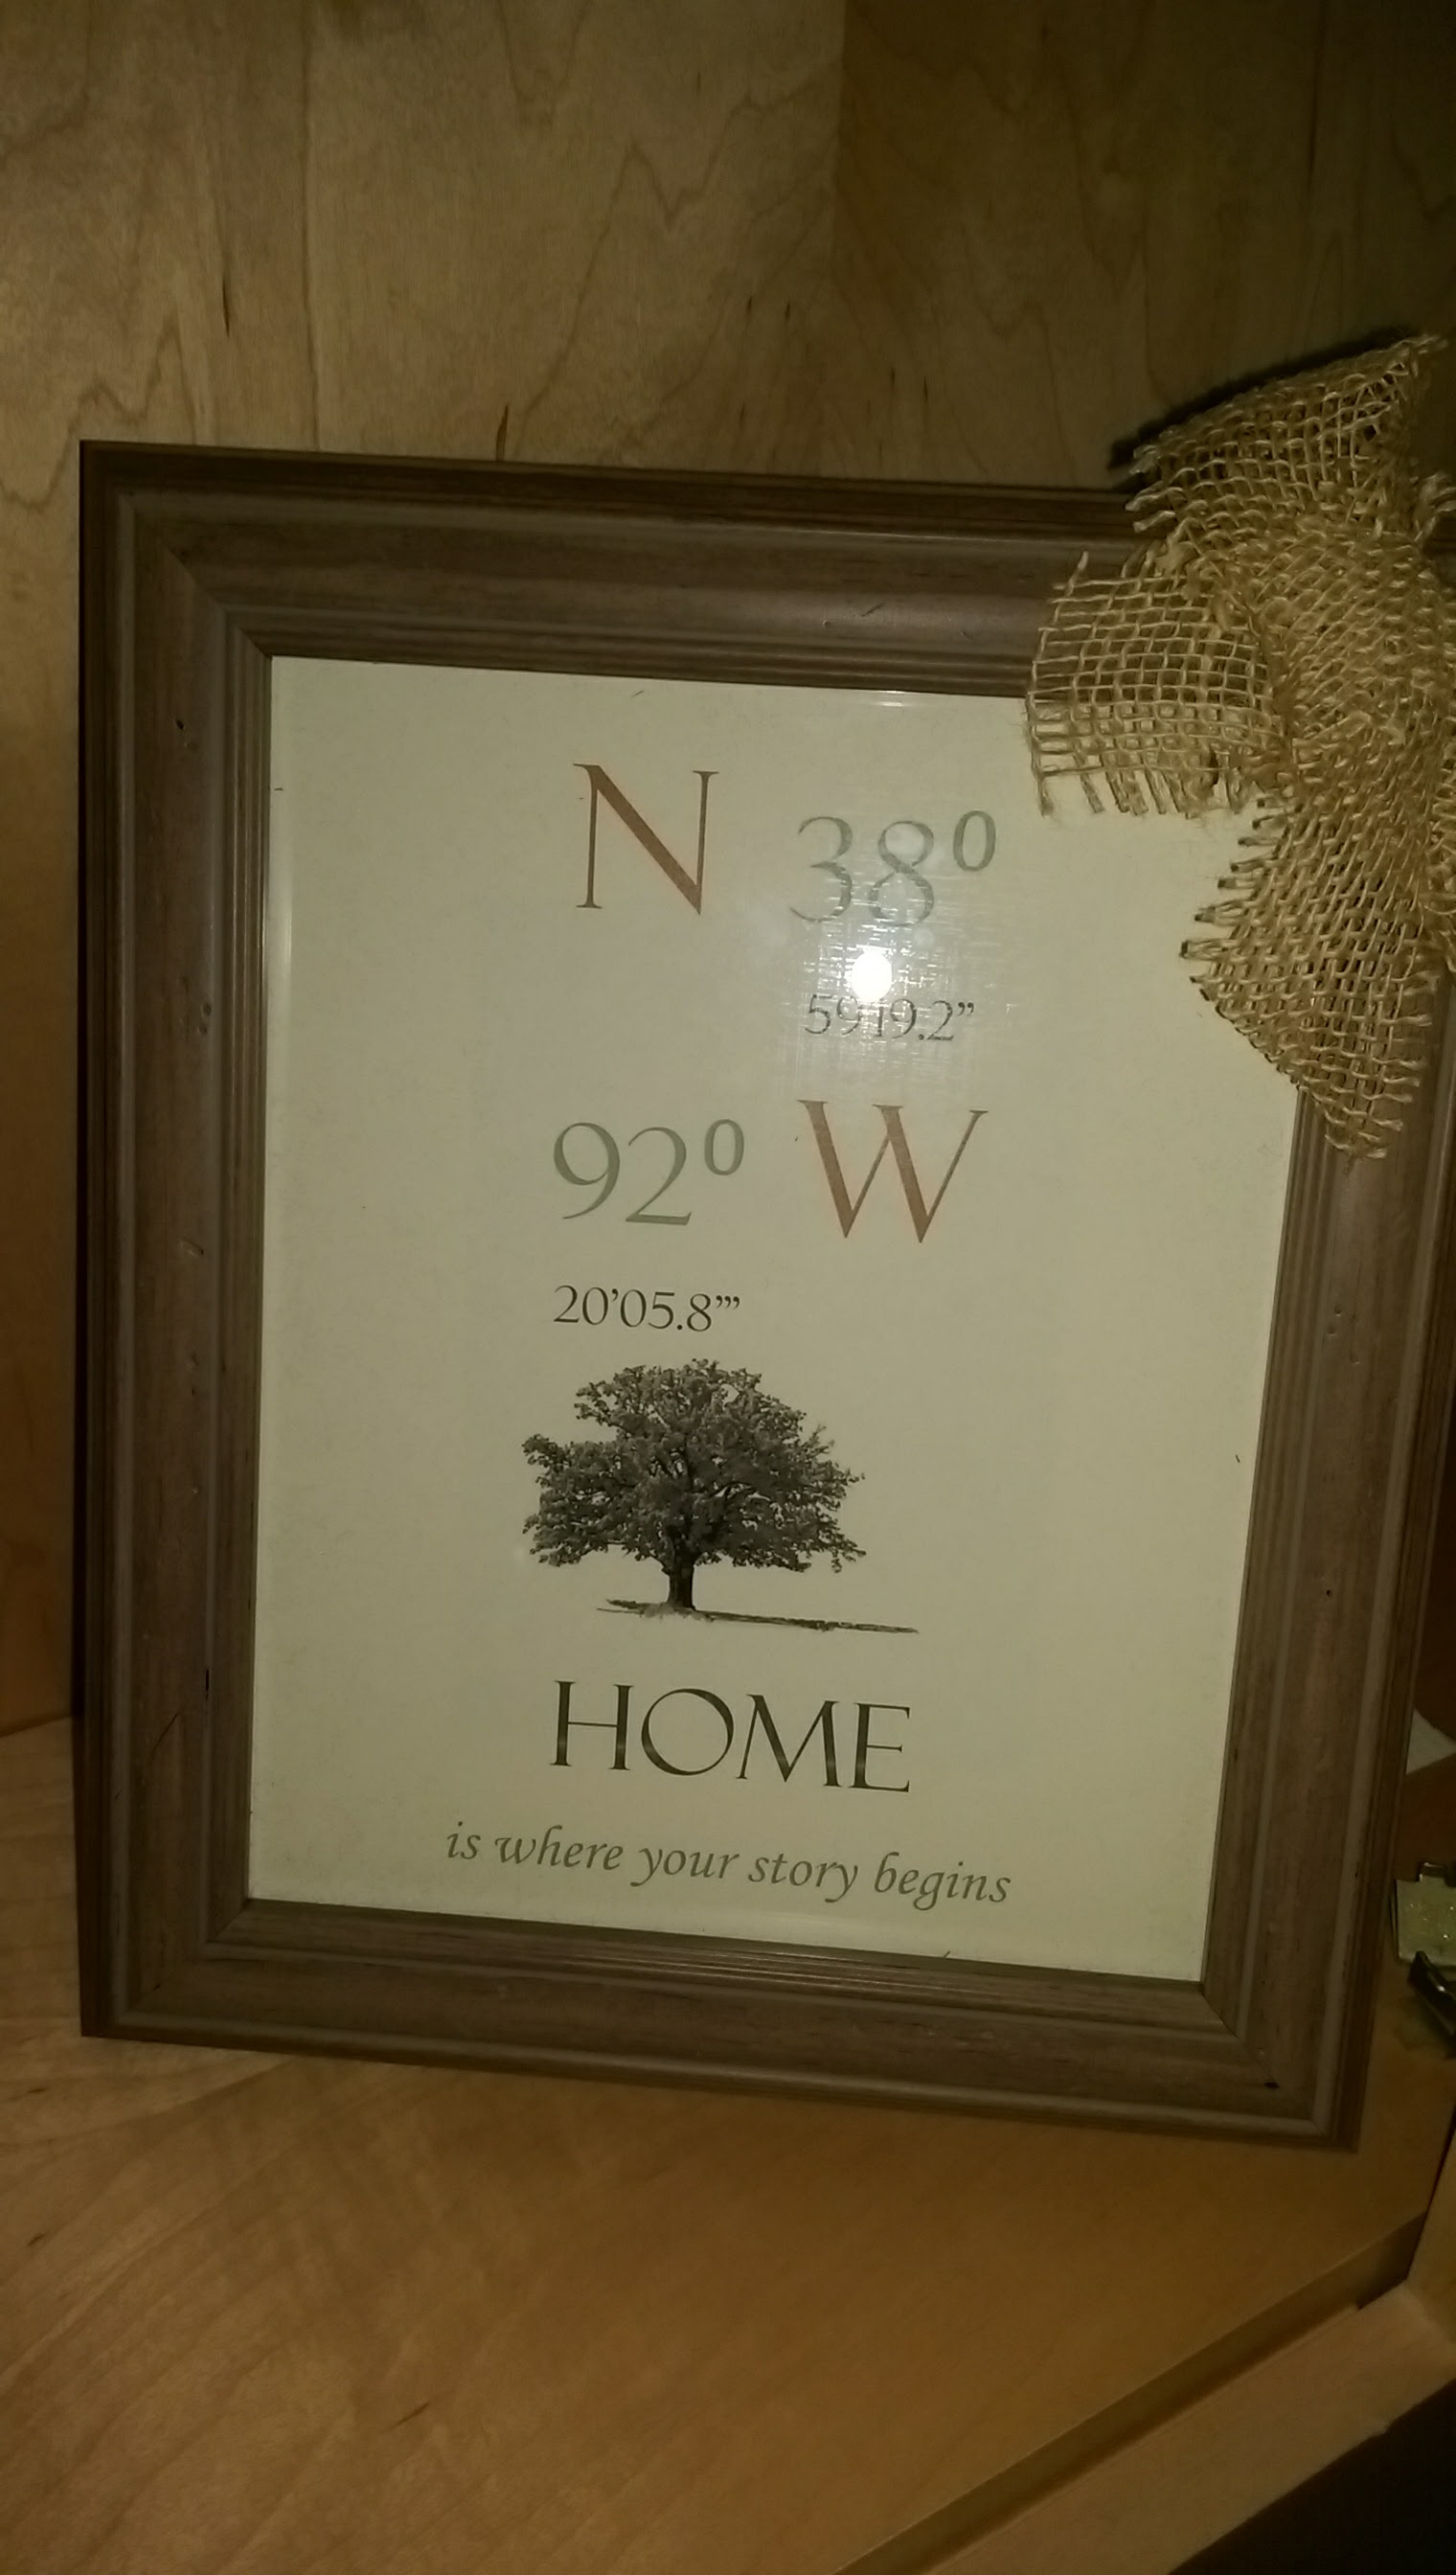 N 38⁰
59'19.2”
92⁰ W
20’05.8”’
HOME
is where your story begins